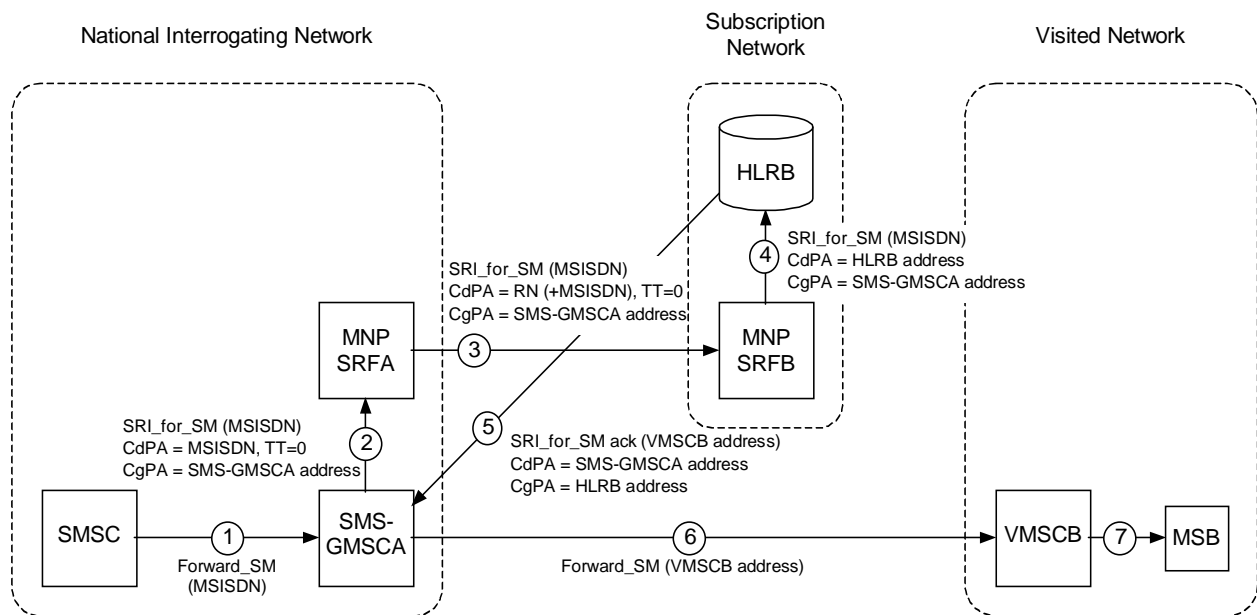 National Interrogating Network
Subscription
Network
Visited Network
HLRB
SRI_for_SM (MSISDN)
CdPA = HLRB address
CgPA = SMS-GMSCA address
4
SRI_for_SM (MSISDN)
CdPA = RN (+MSISDN), TT=0
CgPA = SMS-GMSCA address
MNP
SRFA
3
MNP
SRFB
SRI_for_SM (MSISDN)
CdPA = MSISDN, TT=0
CgPA = SMS-GMSCA address
2
5
SRI_for_SM ack (VMSCB address)
CdPA = SMS-GMSCA address
CgPA = HLRB address
SMSC
1
Forward_SM
(MSISDN)
SMS-
GMSCA
6
Forward_SM (VMSCB address)
VMSCB
7
MSB